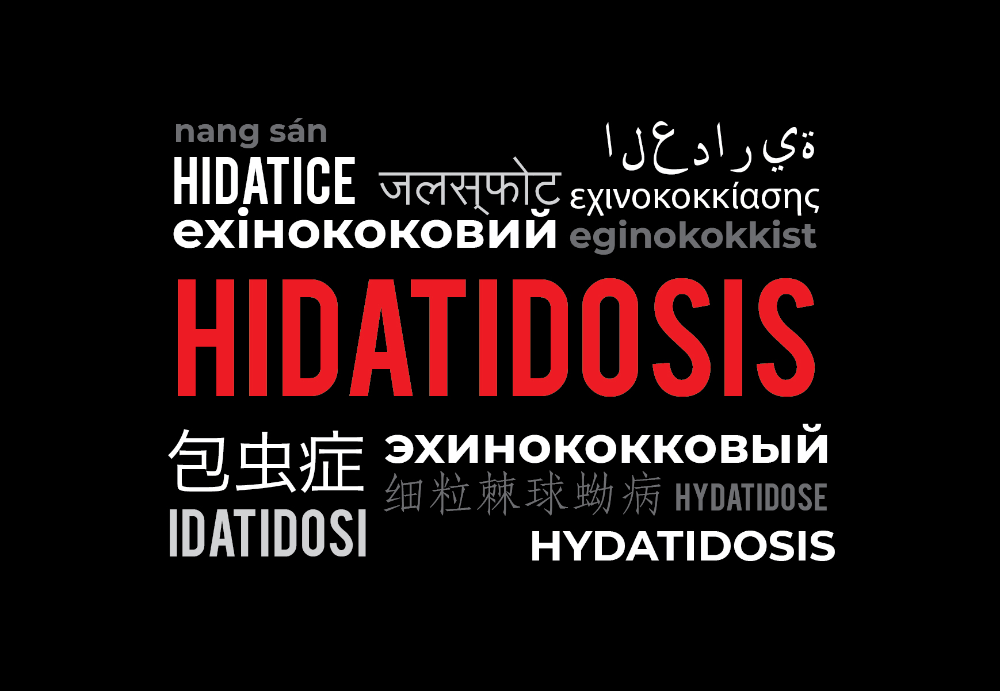 nang sán
ا ل ع د ا ر ي ة
HIDATICE
जलस्‌फोट
εχινοκοκκίασης
ехінококовий
eginokokkist
HIDATIDOSIS
包虫症
эхинококковый
细粒棘球蚴病
HYDATIDOSE
IDATIDOSI
HYDATIDOSIS